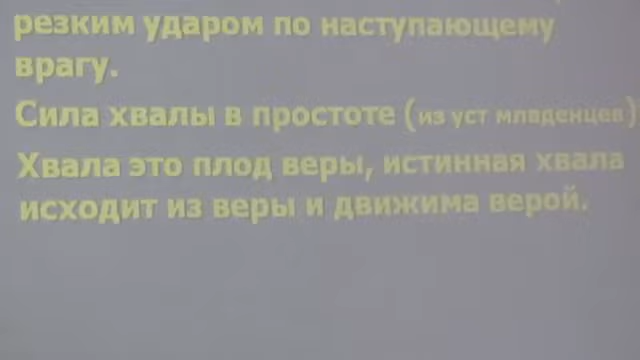 резким ударом по наступающему
врагу.
Сила хвалы в простоте (из уст младенцев)
Хвала это плод веры, истинная хвала
исходит из веры и движима верой.